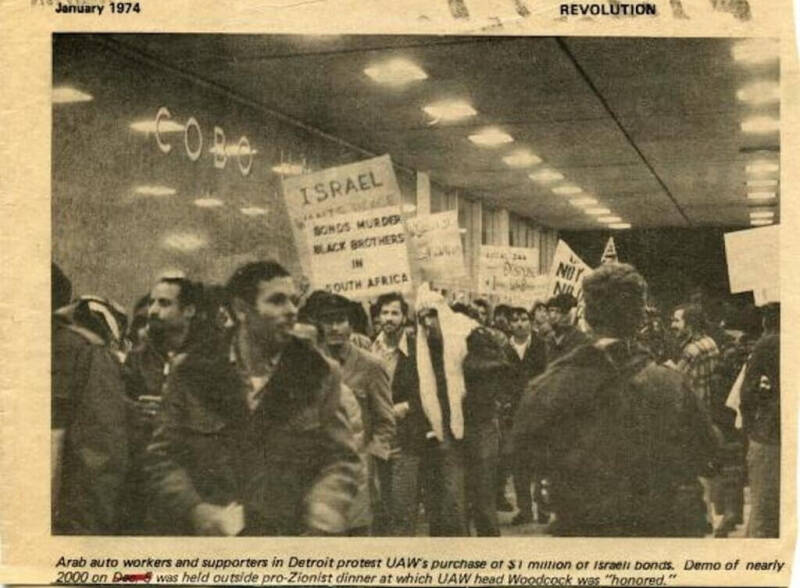 January 1974
REVOLUTION
COBO
ISRAEL
BONDS MURDER
BLACK BROTHERS
IN
SOUTH AFRICA
NOT
Arab auto workers and supporters in Detroit protest UAW's purchase of $1 million of Israeli bonds. Demo of nearly
2000 on was held outside pro-Zionist dinner at which UAW head Woodcock was "honored."